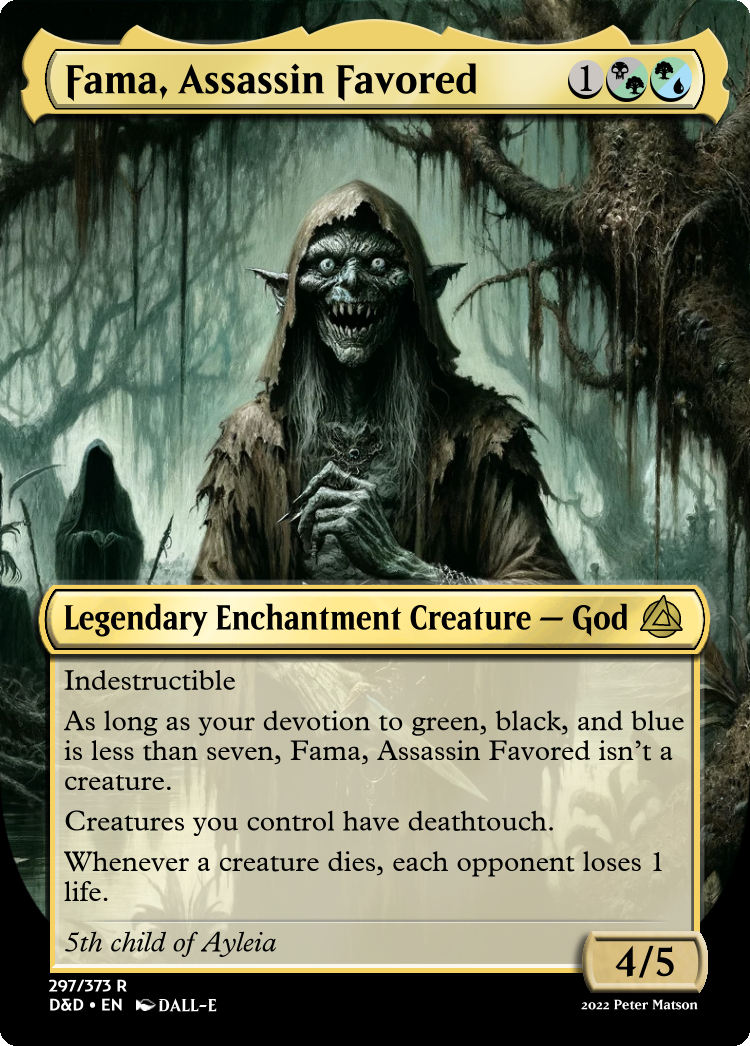 Fama, Assassin Favored 1
Legendary Enchantment Creature — God
Indestructible
As long as your devotion to green, black, and blue
is less than seven, Fama, Assassin Favored isn't a
creature.
Creatures you control have deathtouch.
Whenever a creature dies, each opponent loses 1
life.
5th child of Ayleia
4/5
297/373 R
D&D • EN DALL-E
2022 Peter Matson